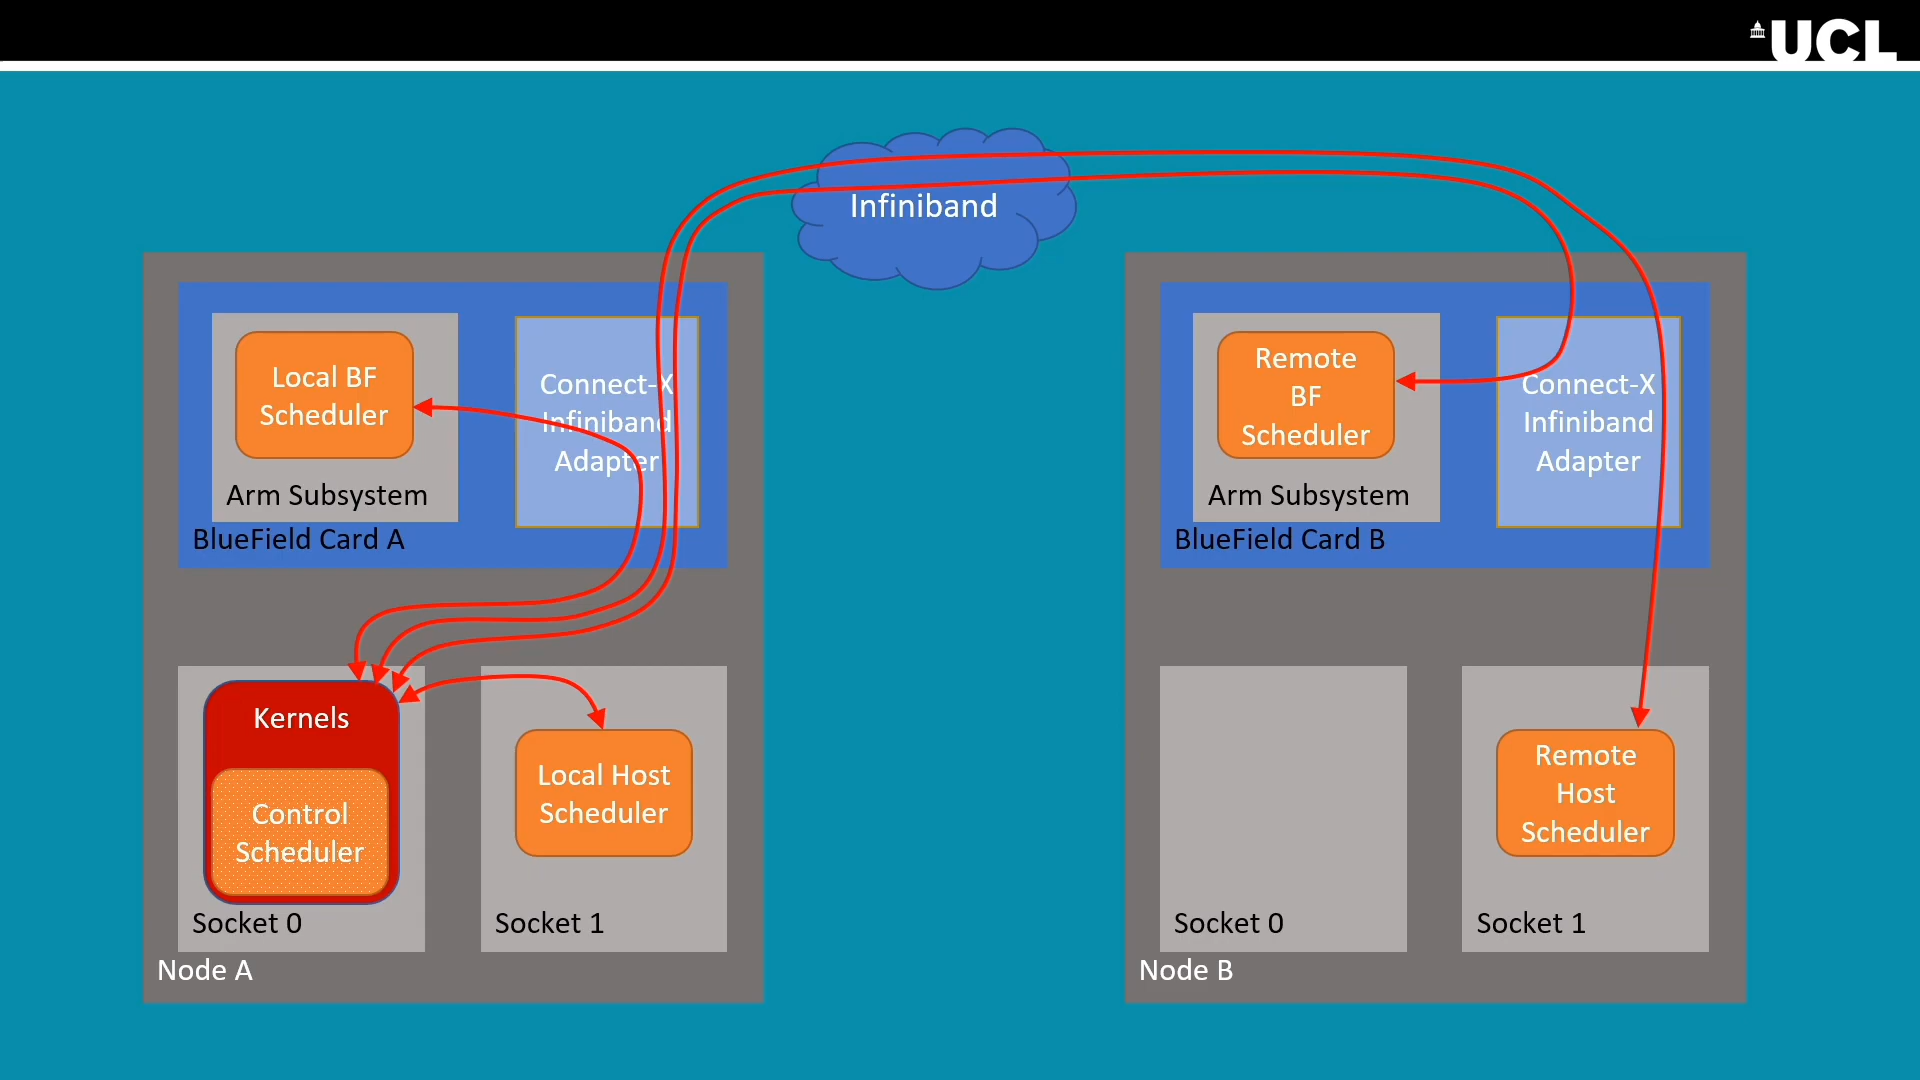 UCL
Infiniband
Local BF
Scheduler
Arm Subsystem
BlueField Card A
Connect-X
Infiniband
Adapter
Kernels
Control
Scheduler
Socket 0
Local Host
Scheduler
Socket 1
Node A
Remote
BF
Scheduler
Arm Subsystem
BlueField Card B
Connect-X
Infiniband
Adapter
Socket 0
Remote
Host
Scheduler
Socket 1
Node B